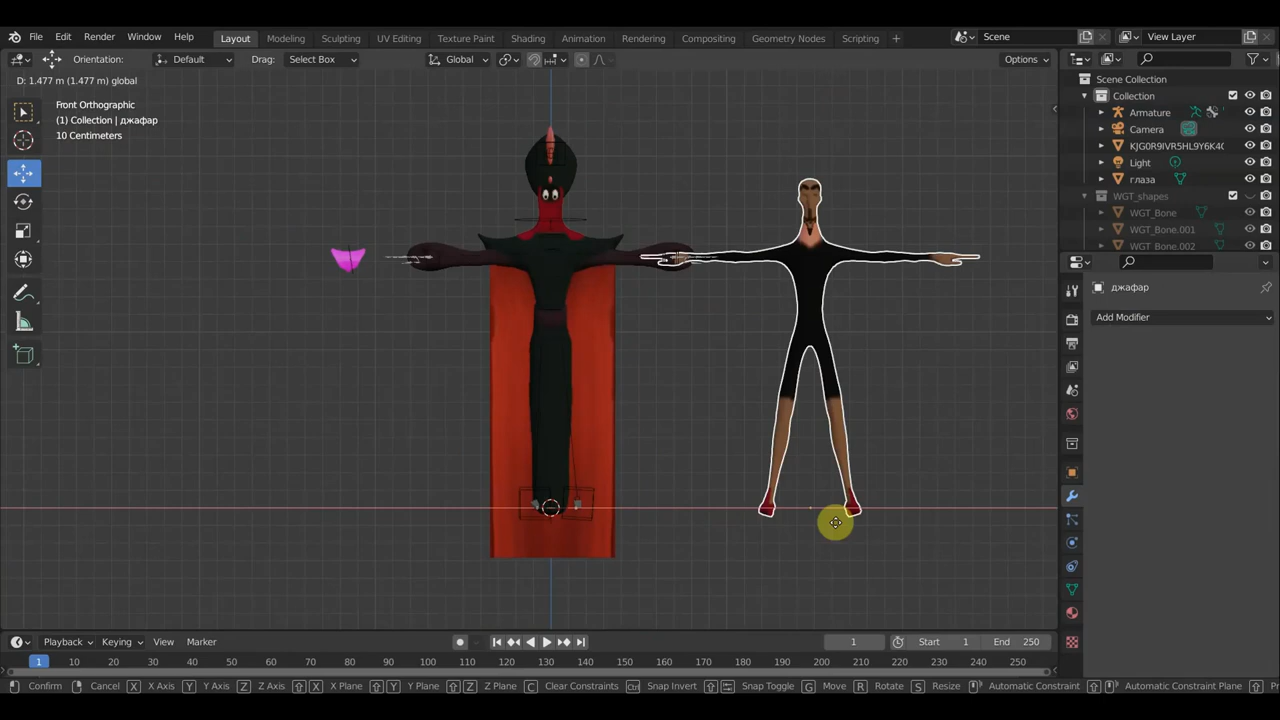 File Edit Render Window Help Layout Modeling Sculpting UV Editing Texture Paint Shading Animation Rendering Compositing Geometry Nodes Scripting + Scene View Layer
Orientation: Default Drag: Select Box Global Options
D: 1.477 m (1.477 m) global
Front Orthographic
(1) Collection | джафар
10 Centimeters
Scene Collection
Collection
Armature
Camera
KJG0R9IVR5HL9Y6K4
Light
глаза
WGT_shapes
WGT_Bone
WGT_Bone.001
WGT_Bone.002
джафар
Add Modifier
Playback Keying View Marker 1 Start 1 End 250
1 10 20 30 40 50 60 70 80 90 100 110 120 130 140 150 160 170 180 190 200 210 220 230 240 250
Confirm Cancel X X Axis Y Y Axis Z Z Axis X X Plane Y Y Plane Z Z Plane C Clear Constraints Ctrl Snap Invert Snap Toggle G Move R Rotate S Resize Automatic Constraint Automatic Constraint Plane